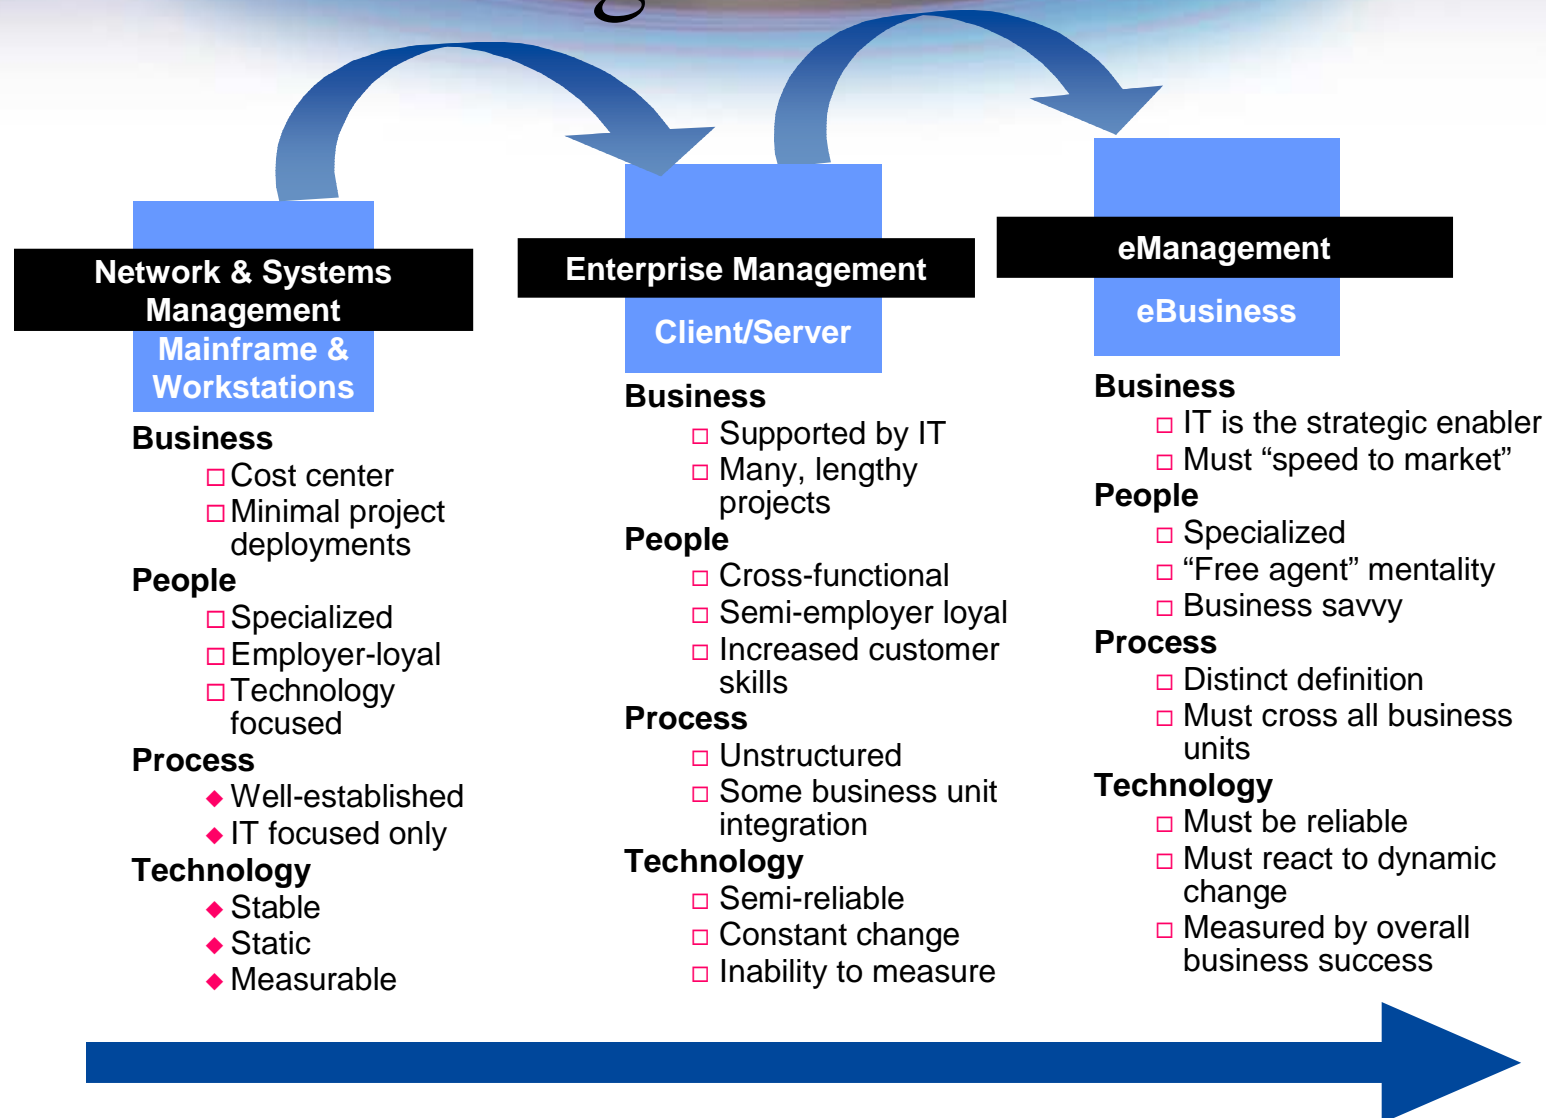 Network & Systems
Management
Mainframe &
Workstations
Business
Cost center
Minimal project
deployments
People
Specialized
Employer-loyal
Technology
focused
Process
Well-established
IT focused only
Technology
Stable
Static
Measurable
Enterprise Management
Client/Server
Business
Supported by IT
Many, lengthy
projects
People
Cross-functional
Semi-employer loyal
Increased customer
skills
Process
Unstructured
Some business unit
integration
Technology
Semi-reliable
Constant change
Inability to measure
eManagement
eBusiness
Business
IT is the strategic enabler
Must “speed to market”
People
Specialized
“Free agent” mentality
Business savvy
Process
Distinct definition
Must cross all business
units
Technology
Must be reliable
Must react to dynamic
change
Measured by overall
business success